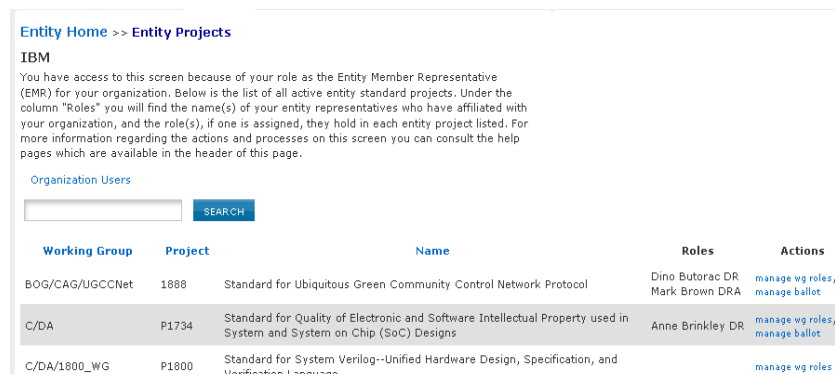 Entity Home >> Entity Projects
IBM
You have access to this screen because of your role as the Entity Member Representative
(EMR) for your organization. Below is the list of all active entity standard projects. Under the
column "Roles" you will find the name(s) of your entity representatives who have affiliated with
your organization, and the role(s), if one is assigned, they hold in each entity project listed. For
more information regarding the actions and processes on this screen you can consult the help
pages which are available in the header of this page.
Organization Users
SEARCH
Working Group Project Name Roles Actions
BOG/CAG/UGCCNet 1888 Standard for Ubiquitous Green Community Control Network Protocol Dino Butorac DR manage wg roles,
Mark Brown DRA manage ballot
C/DA P1734 Standard for Quality of Electronic and Software Intellectual Property used in Anne Brinkley DR manage wg roles,
System and System on Chip (SoC) Designs manage ballot
C/DA/1800_WG P1800 Standard for System Verilog--Unified Hardware Design, Specification, and manage wg roles
Verification Language